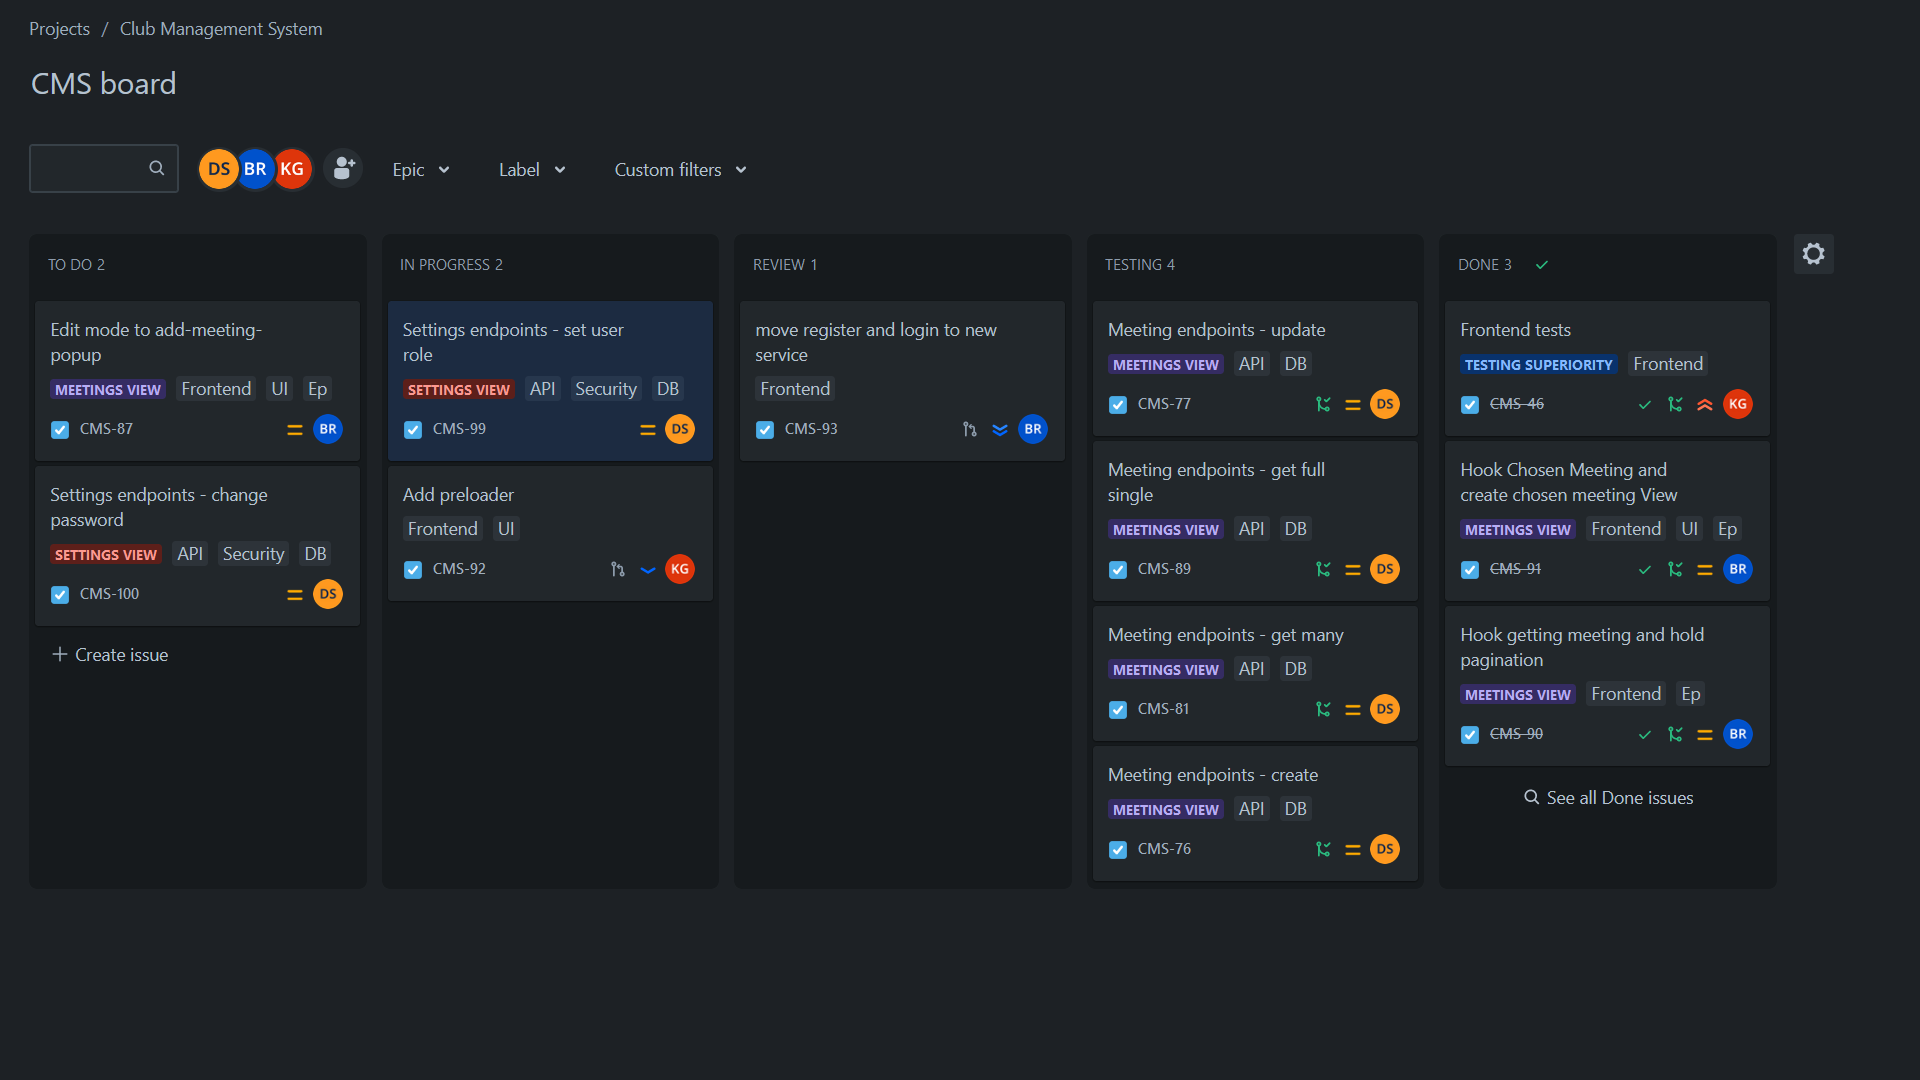 Projects / Club Management System
CMS board
DS BR KG Epic Label Custom filters
TO DO 2
Edit mode to add-meeting-
popup
MEETINGS VIEW Frontend UI Ep
CMS-87 BR
Settings endpoints - change
password
SETTINGS VIEW API Security DB
CMS-100 DS
Create issue
IN PROGRESS 2
Settings endpoints - set user
role
SETTINGS VIEW API Security DB
CMS-99 DS
Add preloader
Frontend UI
CMS-92 KG
REVIEW 1
move register and login to new
service
Frontend
CMS-93 BR
TESTING 4
Meeting endpoints - update
MEETINGS VIEW API DB
CMS-77 DS
Meeting endpoints - get full
single
MEETINGS VIEW API DB
CMS-89 DS
Meeting endpoints - get many
MEETINGS VIEW API DB
CMS-81 DS
Meeting endpoints - create
MEETINGS VIEW API DB
CMS-76 DS
DONE 3
Frontend tests
TESTING SUPERIORITY Frontend
CMS-46 KG
Hook Chosen Meeting and
create chosen meeting View
MEETINGS VIEW Frontend UI Ep
CMS-91 BR
Hook getting meeting and hold
pagination
MEETINGS VIEW Frontend Ep
CMS-90 BR
See all Done issues